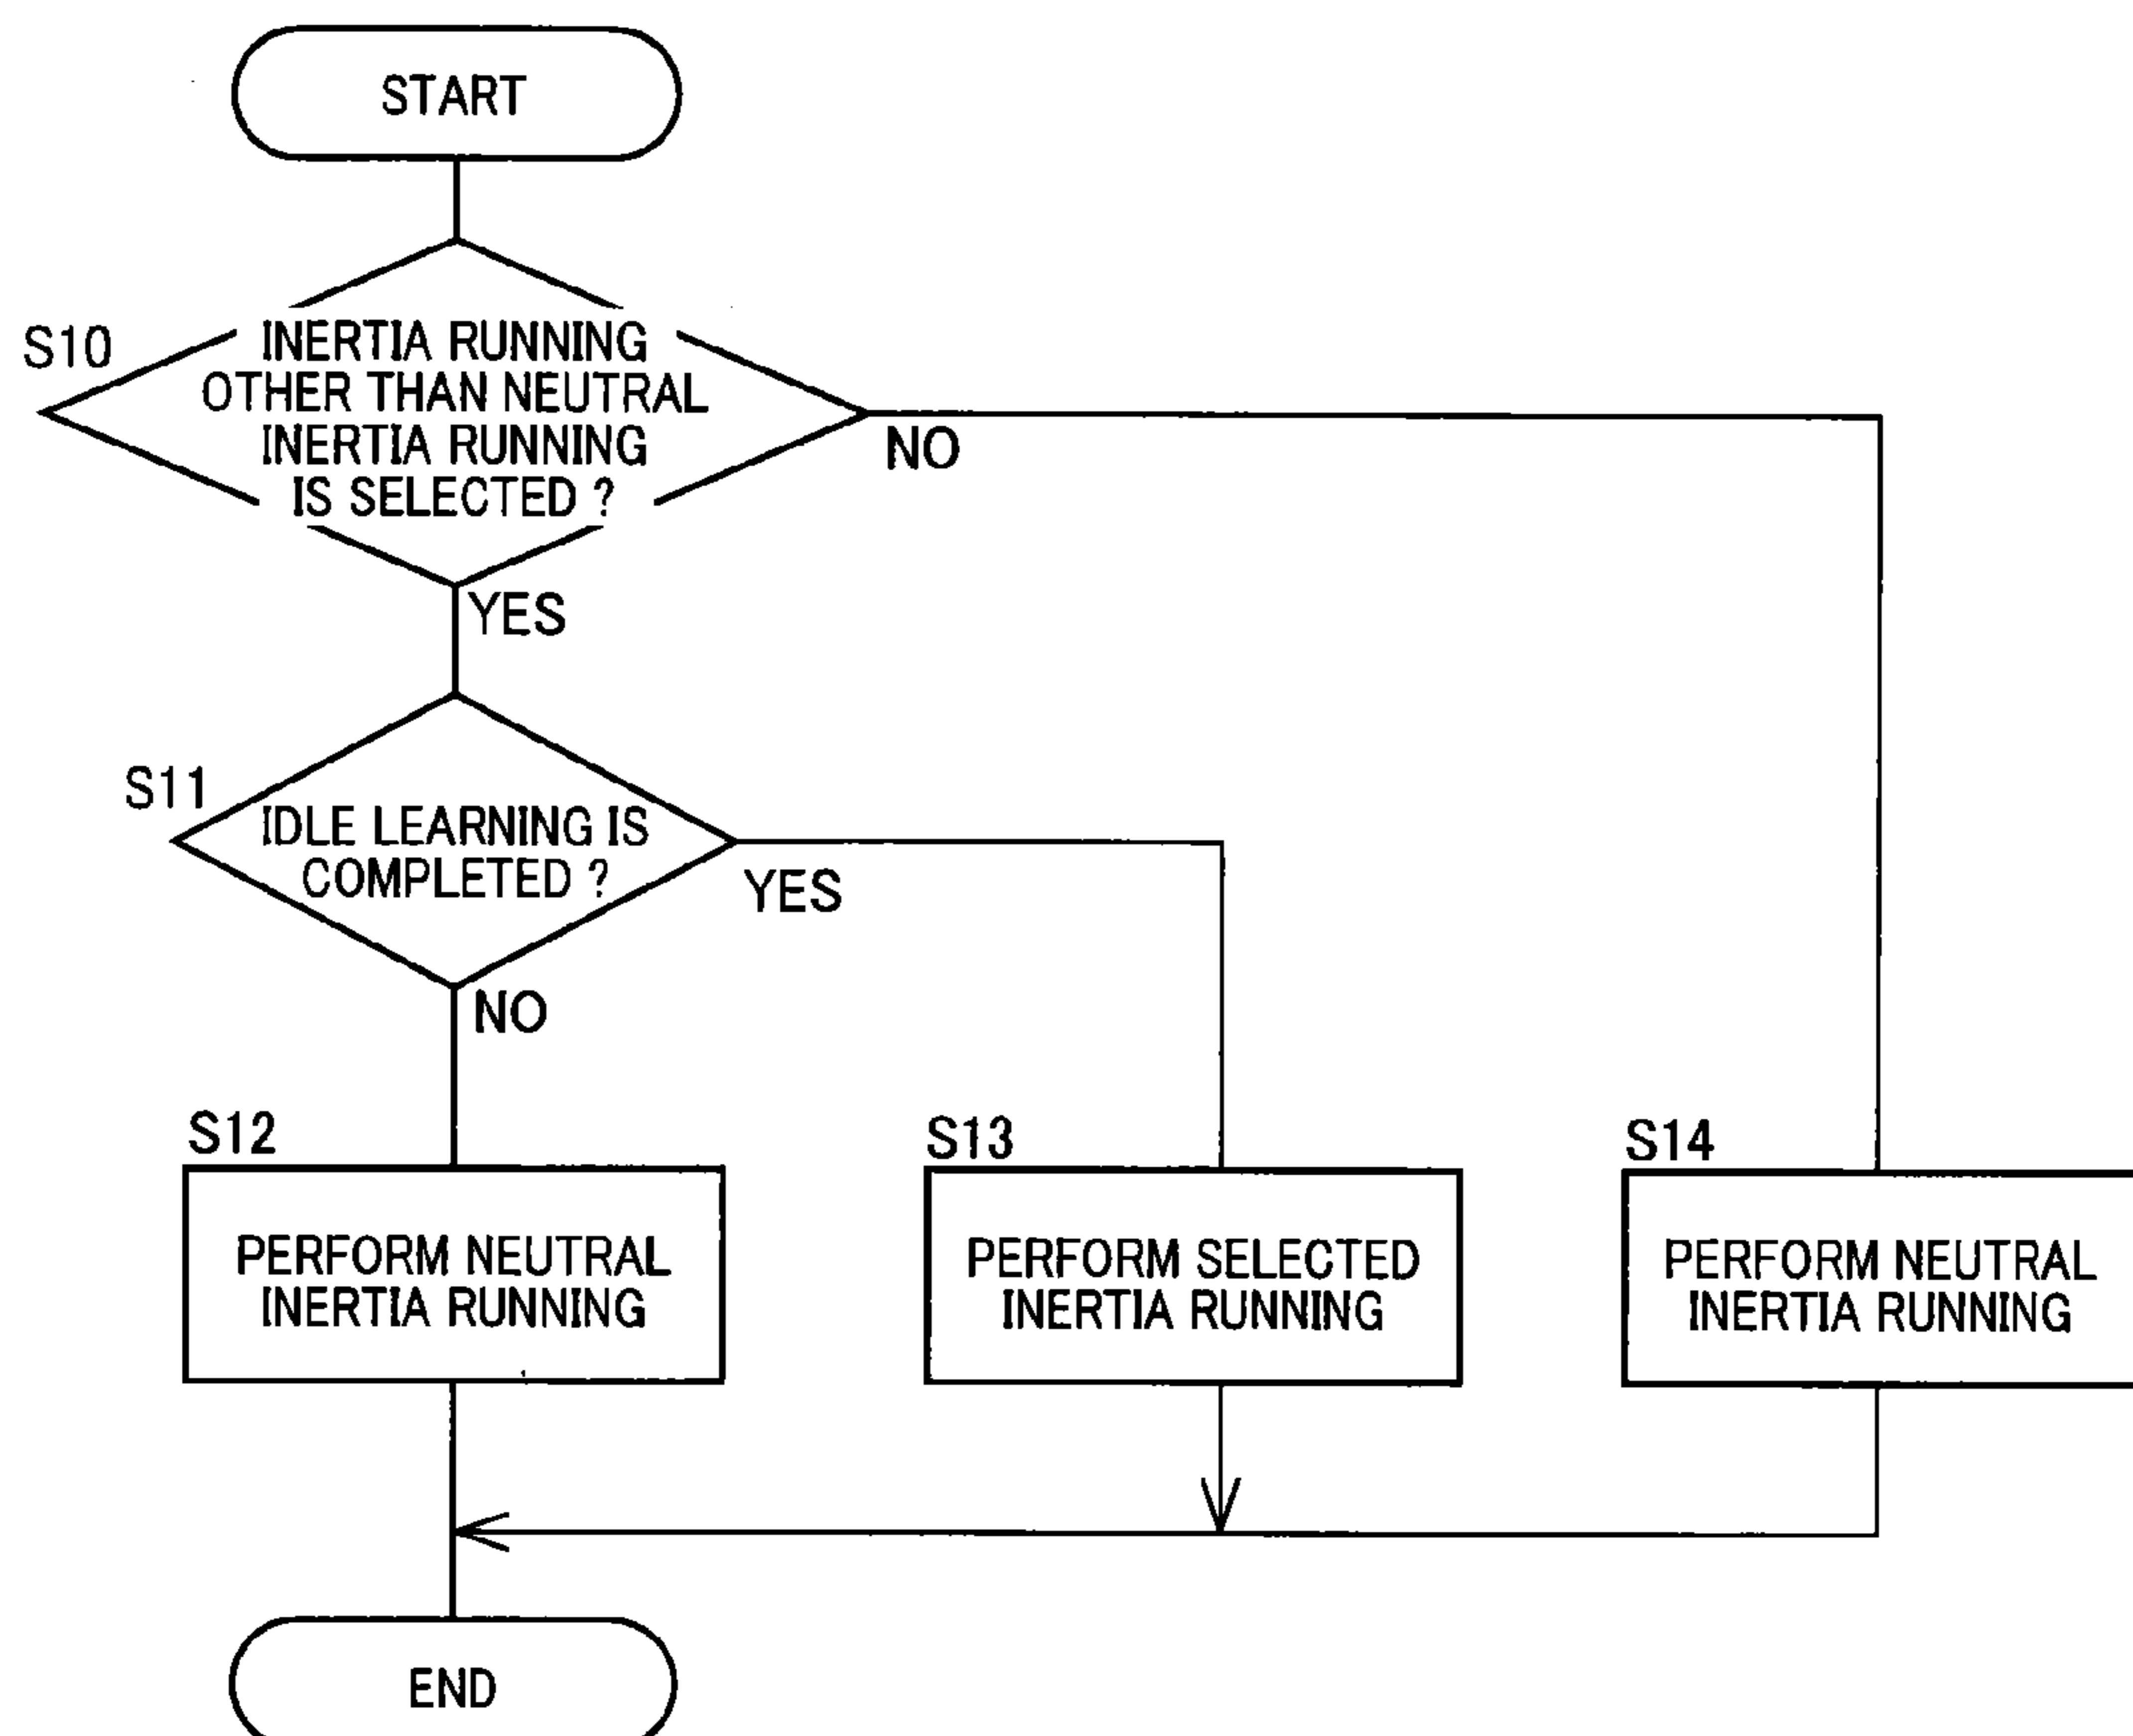 START
S10
INERTIA RUNNING
OTHER THAN NEUTRAL
INERTIA RUNNING
IS SELECTED ?
NO
YES
S11
IDLE LEARNING IS
COMPLETED ?
YES
NO
S12
PERFORM NEUTRAL
INERTIA RUNNING
S13
PERFORM SELECTED
INERTIA RUNNING
S14
PERFORM NEUTRAL
INERTIA RUNNING
END